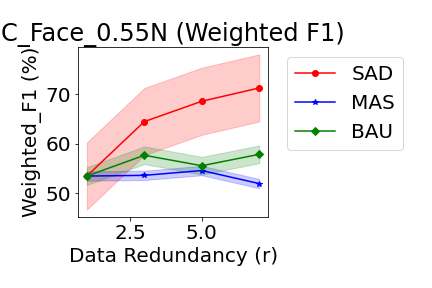 C_Face_0.55N (Weighted F1)
SAD
MAS
BAU
Weighted_F1 (%)
70
60
50
2.5 5.0
Data Redundancy (r)